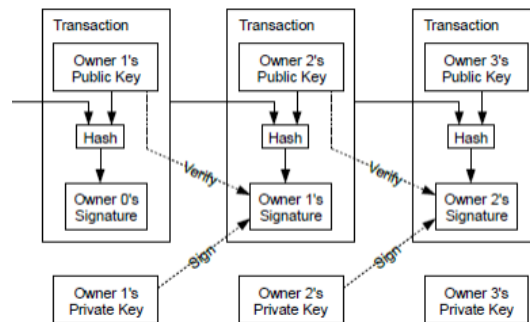 Transaction
Transaction
Transaction
Owner 1's
Public Key
Owner 2's
Public Key
Owner 3's
Public Key
Hash
Hash
Hash
Verify
Verify
Owner 0's
Signature
Owner 1's
Signature
Owner 2's
Signature
Sign
Sign
Owner 1's
Private Key
Owner 2's
Private Key
Owner 3's
Private Key